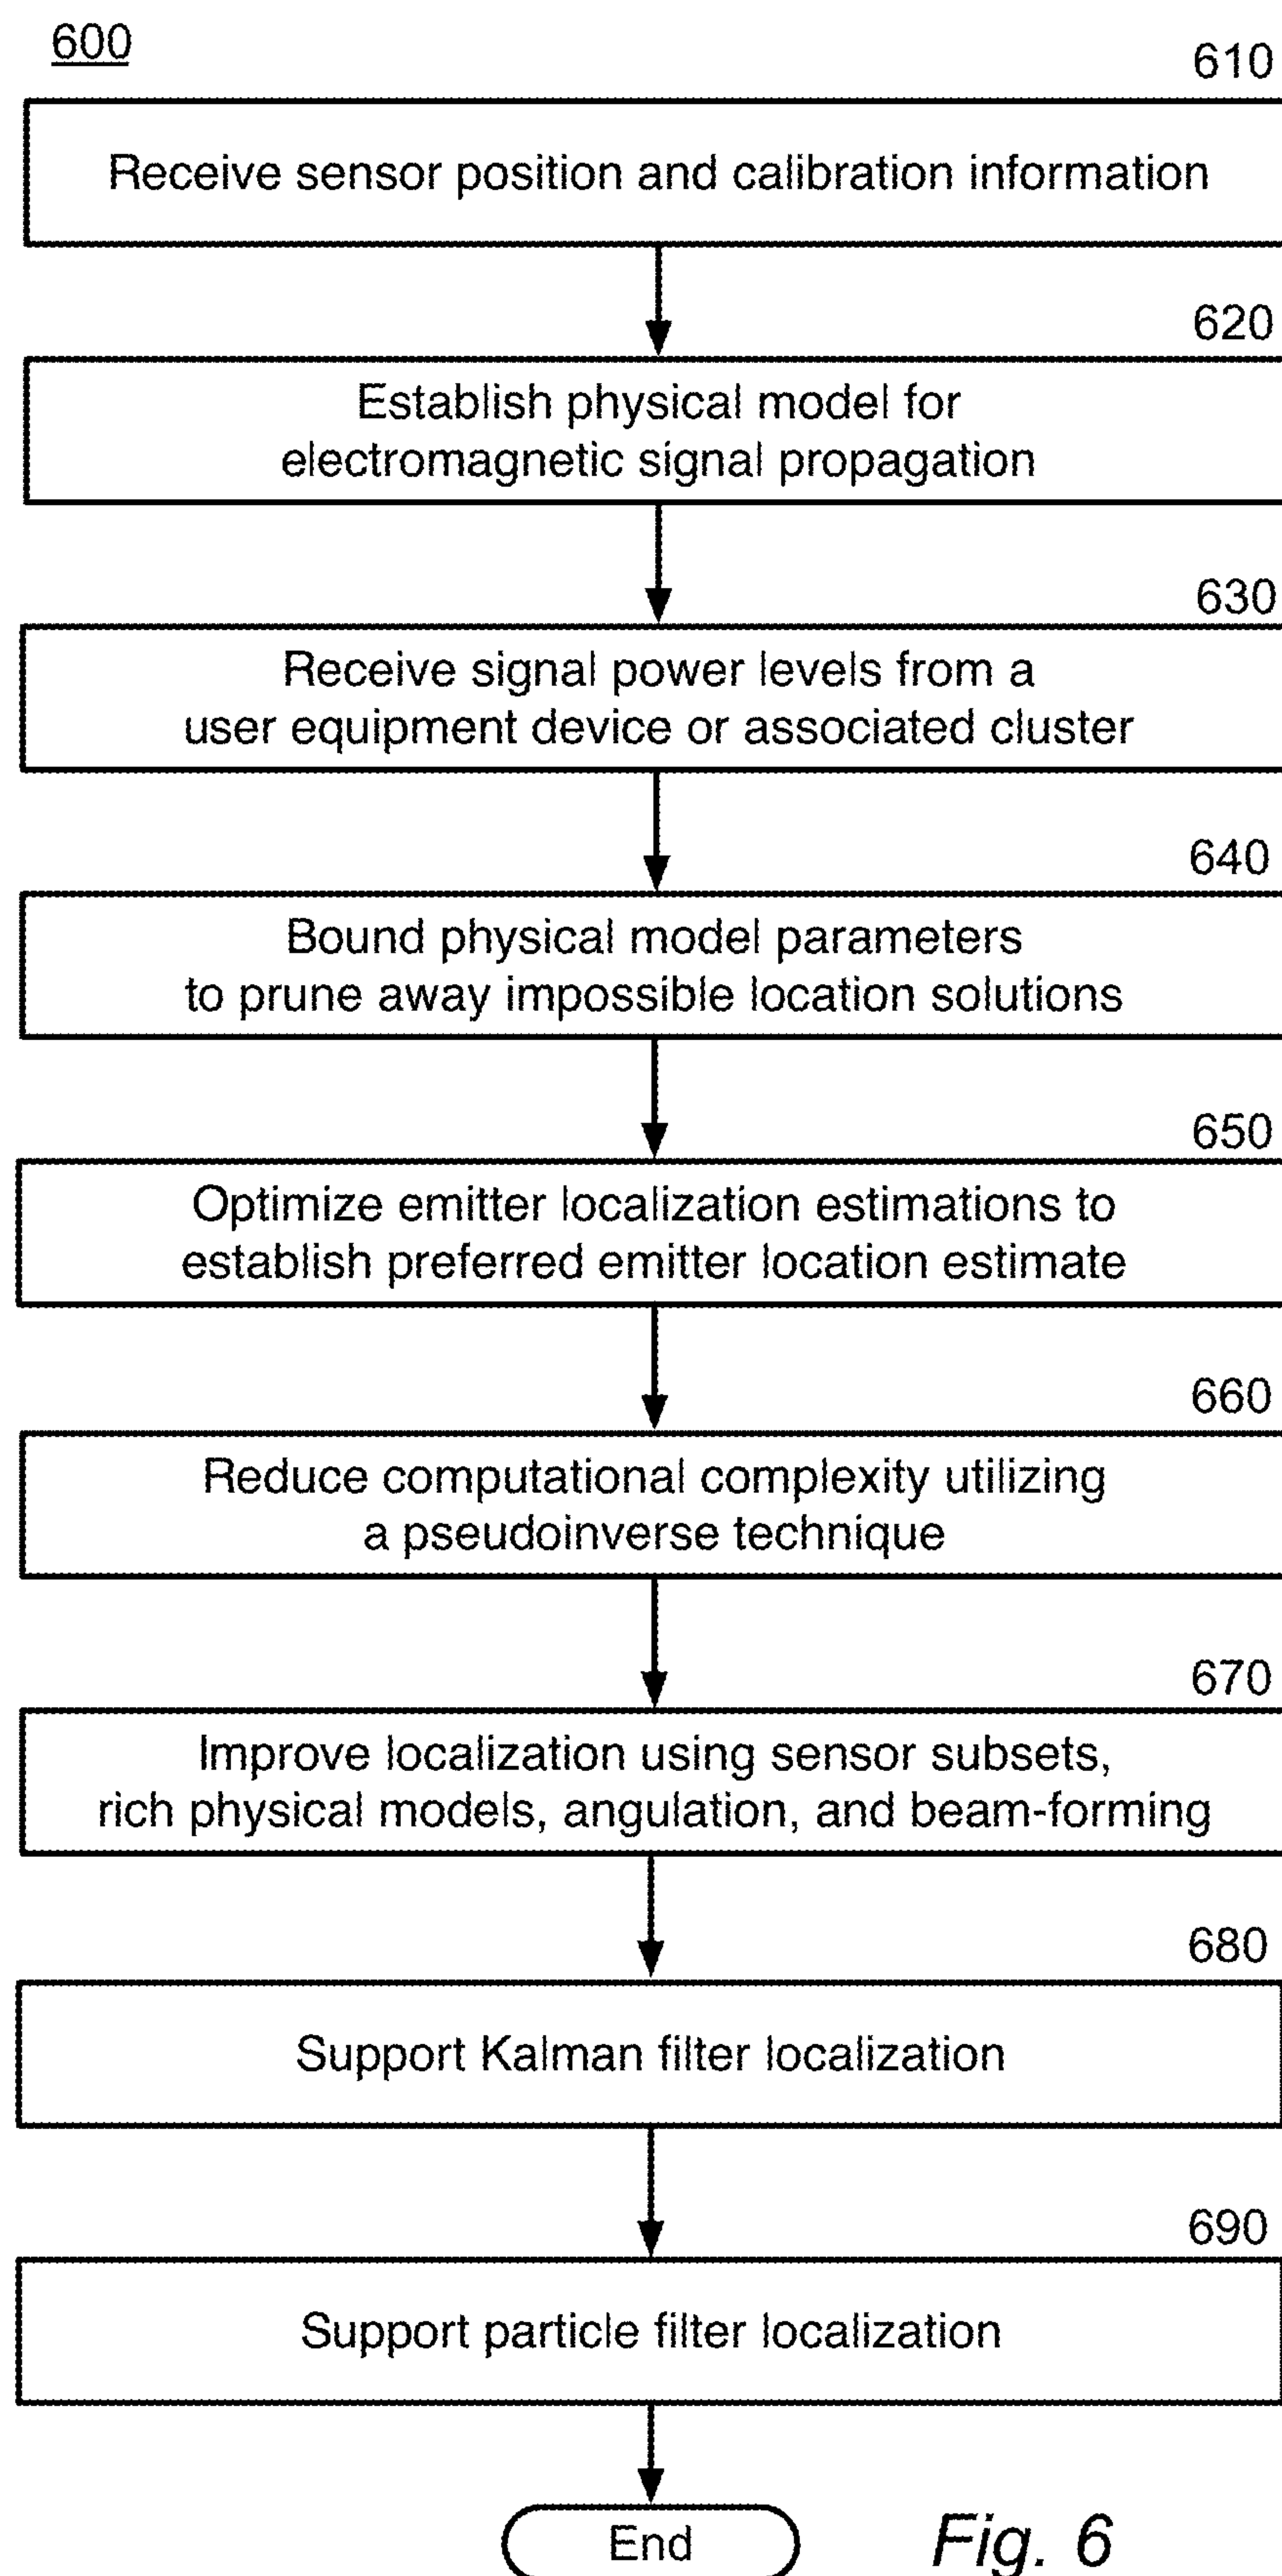 600
610
Receive sensor position and calibration information
620
Establish physical model for
electromagnetic signal propagation
630
Receive signal power levels from a
user equipment device or associated cluster
640
Bound physical model parameters
to prune away impossible location solutions
650
Optimize emitter localization estimations to
establish preferred emitter location estimate
660
Reduce computational complexity utilizing
a pseudoinverse technique
670
Improve localization using sensor subsets,
rich physical models, angulation, and beam-forming
680
Support Kalman filter localization
690
Support particle filter localization
End
Fig. 6